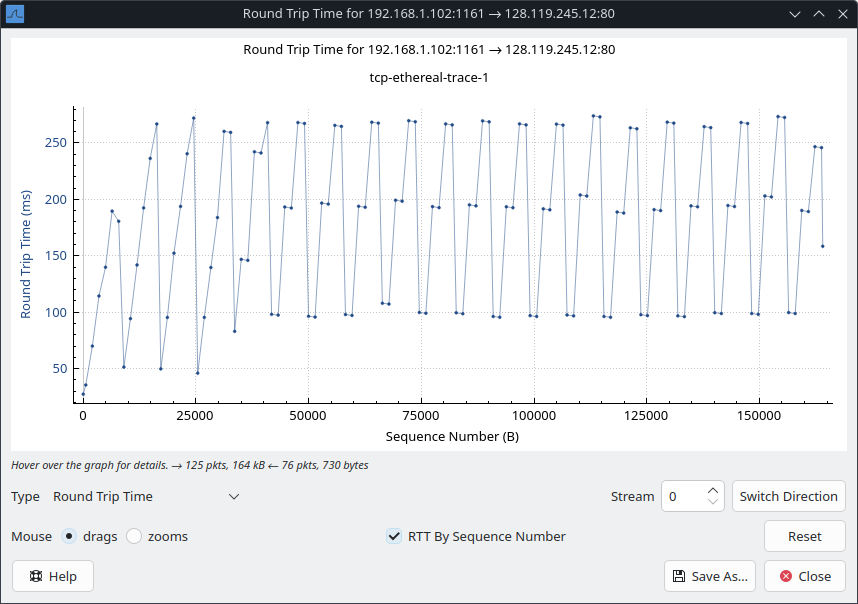 Round Trip Time for 192.168.1.102:1161 → 128.119.245.12:80
Round Trip Time for 192.168.1.102:1161 → 128.119.245.12:80
tcp-ethereal-trace-1
Round Trip Time (ms)
250
200
150
100
50
0 25000 50000 75000 100000 125000 150000
Sequence Number (B)
Hover over the graph for details. → 125 pkts, 164 kB ← 76 pkts, 730 bytes
Type Round Trip Time Stream 0 Switch Direction
Mouse drags zooms RTT By Sequence Number Reset
Help Save As... Close